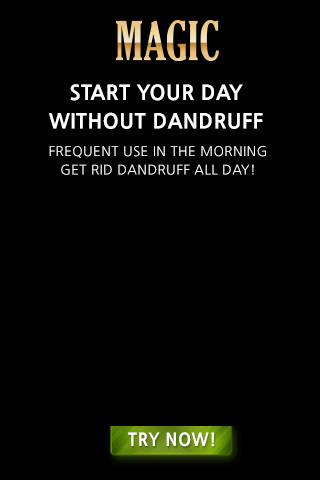 MAGIC
START YOUR DAY
WITHOUT DANDRUFF
FREQUENT USE IN THE MORNING
GET RID DANDRUFF ALL DAY!
TRY NOW!